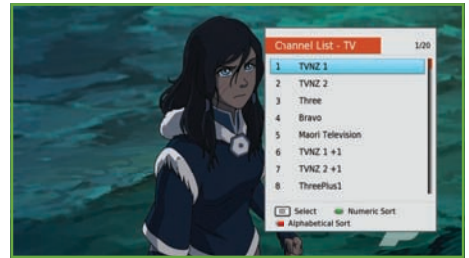 Channel List - TV 1/20
1 TVNZ 1
2 TVNZ 2
3 Three
4 Bravo
5 Maori Television
6 TVNZ 1 +1
7 TVNZ 2 +1
8 ThreePlus1
Select Numeric Sort
Alphabetical Sort